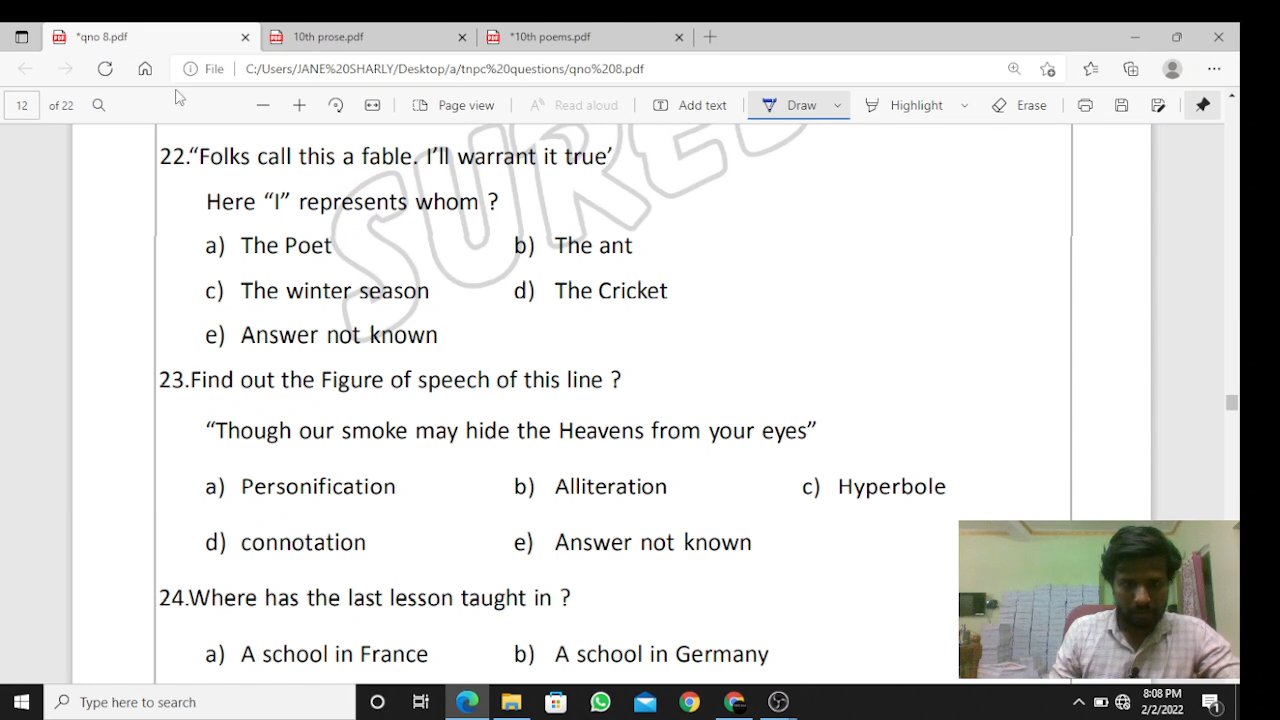 *qno 8.pdf
10th prose.pdf
*10th poems.pdf
File C:/Users/JANE%20SHARLY/Desktop/a/tnpc%20questions/qno%208.pdf
12 of 22 Page view Read aloud Add text Draw Highlight Erase
SURE
22.“Folks call this a fable. I’ll warrant it true’
Here “I” represents whom ?
a) The Poet b) The ant
c) The winter season d) The Cricket
e) Answer not known
23.Find out the Figure of speech of this line ?
“Though our smoke may hide the Heavens from your eyes”
a) Personification b) Alliteration c) Hyperbole
d) connotation e) Answer not known
24.Where has the last lesson taught in ?
a) A school in France b) A school in Germany
Type here to search
8:08 PM
2/2/2022
1